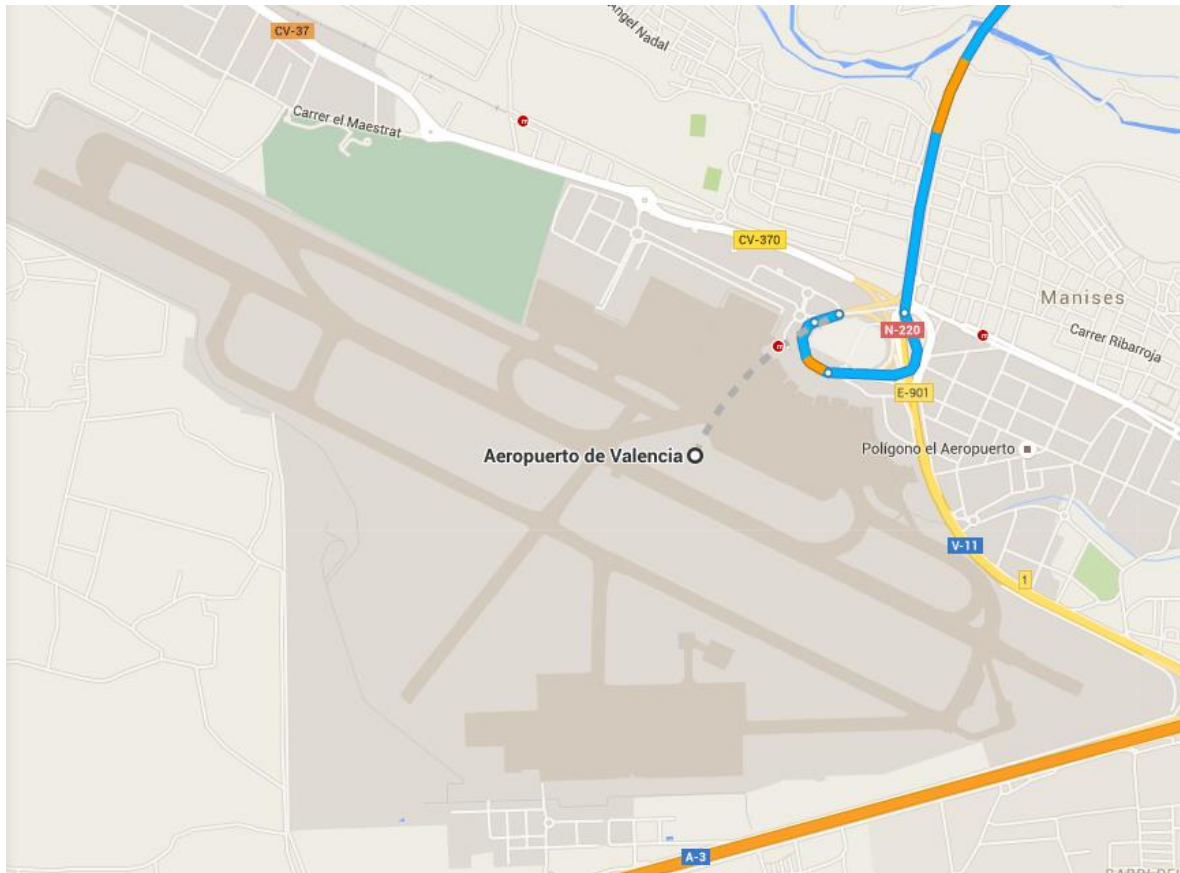 CV-37
Angel Nadal
Carrer el Maestrat
CV-370
Manises
N-220
Carrer Ribarroja
E-901
Aeropuerto de Valencia
Polígono el Aeropuerto
V-11
1
A-3